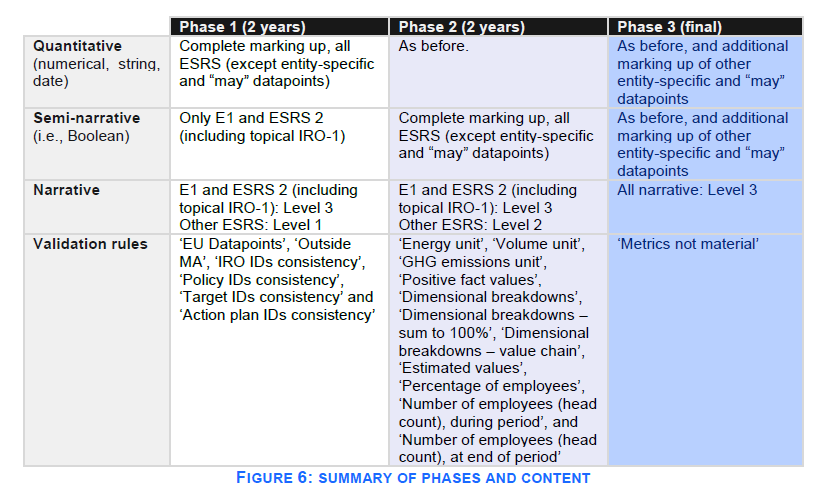 Phase 1 (2 years)
Phase 2 (2 years)
Phase 3 (final)
Quantitative
(numerical, string,
date)
Complete marking up, all
ESRS (except entity-specific
and “may” datapoints)
As before.
As before, and additional
marking up of other
entity-specific and “may”
datapoints
Semi-narrative
(i.e., Boolean)
Only E1 and ESRS 2
(including topical IRO-1)
Complete marking up, all
ESRS (except entity-specific
and “may” datapoints)
As before, and additional
marking up of other
entity-specific and “may”
datapoints
Narrative
E1 and ESRS 2 (including
topical IRO-1): Level 3
Other ESRS: Level 1
E1 and ESRS 2 (including
topical IRO-1): Level 3
Other ESRS: Level 2
All narrative: Level 3
Validation rules
‘EU Datapoints’, ‘Outside
MA’, ‘IRO IDs consistency’,
‘Policy IDs consistency’,
‘Target IDs consistency’ and
‘Action plan IDs consistency’
‘Energy unit’, ‘Volume unit’,
‘GHG emissions unit’,
‘Positive fact values’,
‘Dimensional breakdowns’,
‘Dimensional breakdowns –
sum to 100%’, ‘Dimensional
breakdowns – value chain’,
‘Estimated values’,
‘Percentage of employees’,
‘Number of employees (head
count), during period’, and
‘Number of employees (head
count), at end of period’
‘Metrics not material’
FIGURE 6: SUMMARY OF PHASES AND CONTENT